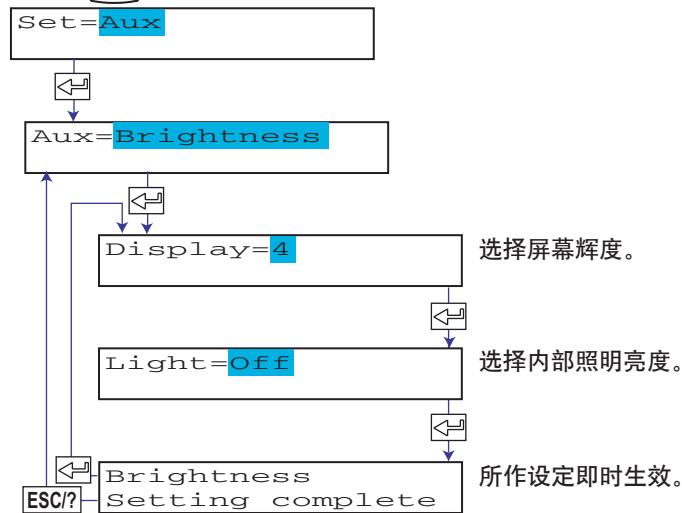 Set=Aux
Aux=Brightness
Display=4
选择屏幕辉度。
Light=Off
选择内部照明亮度。
Brightness
Setting complete
所作设定即时生效。
ESC/?